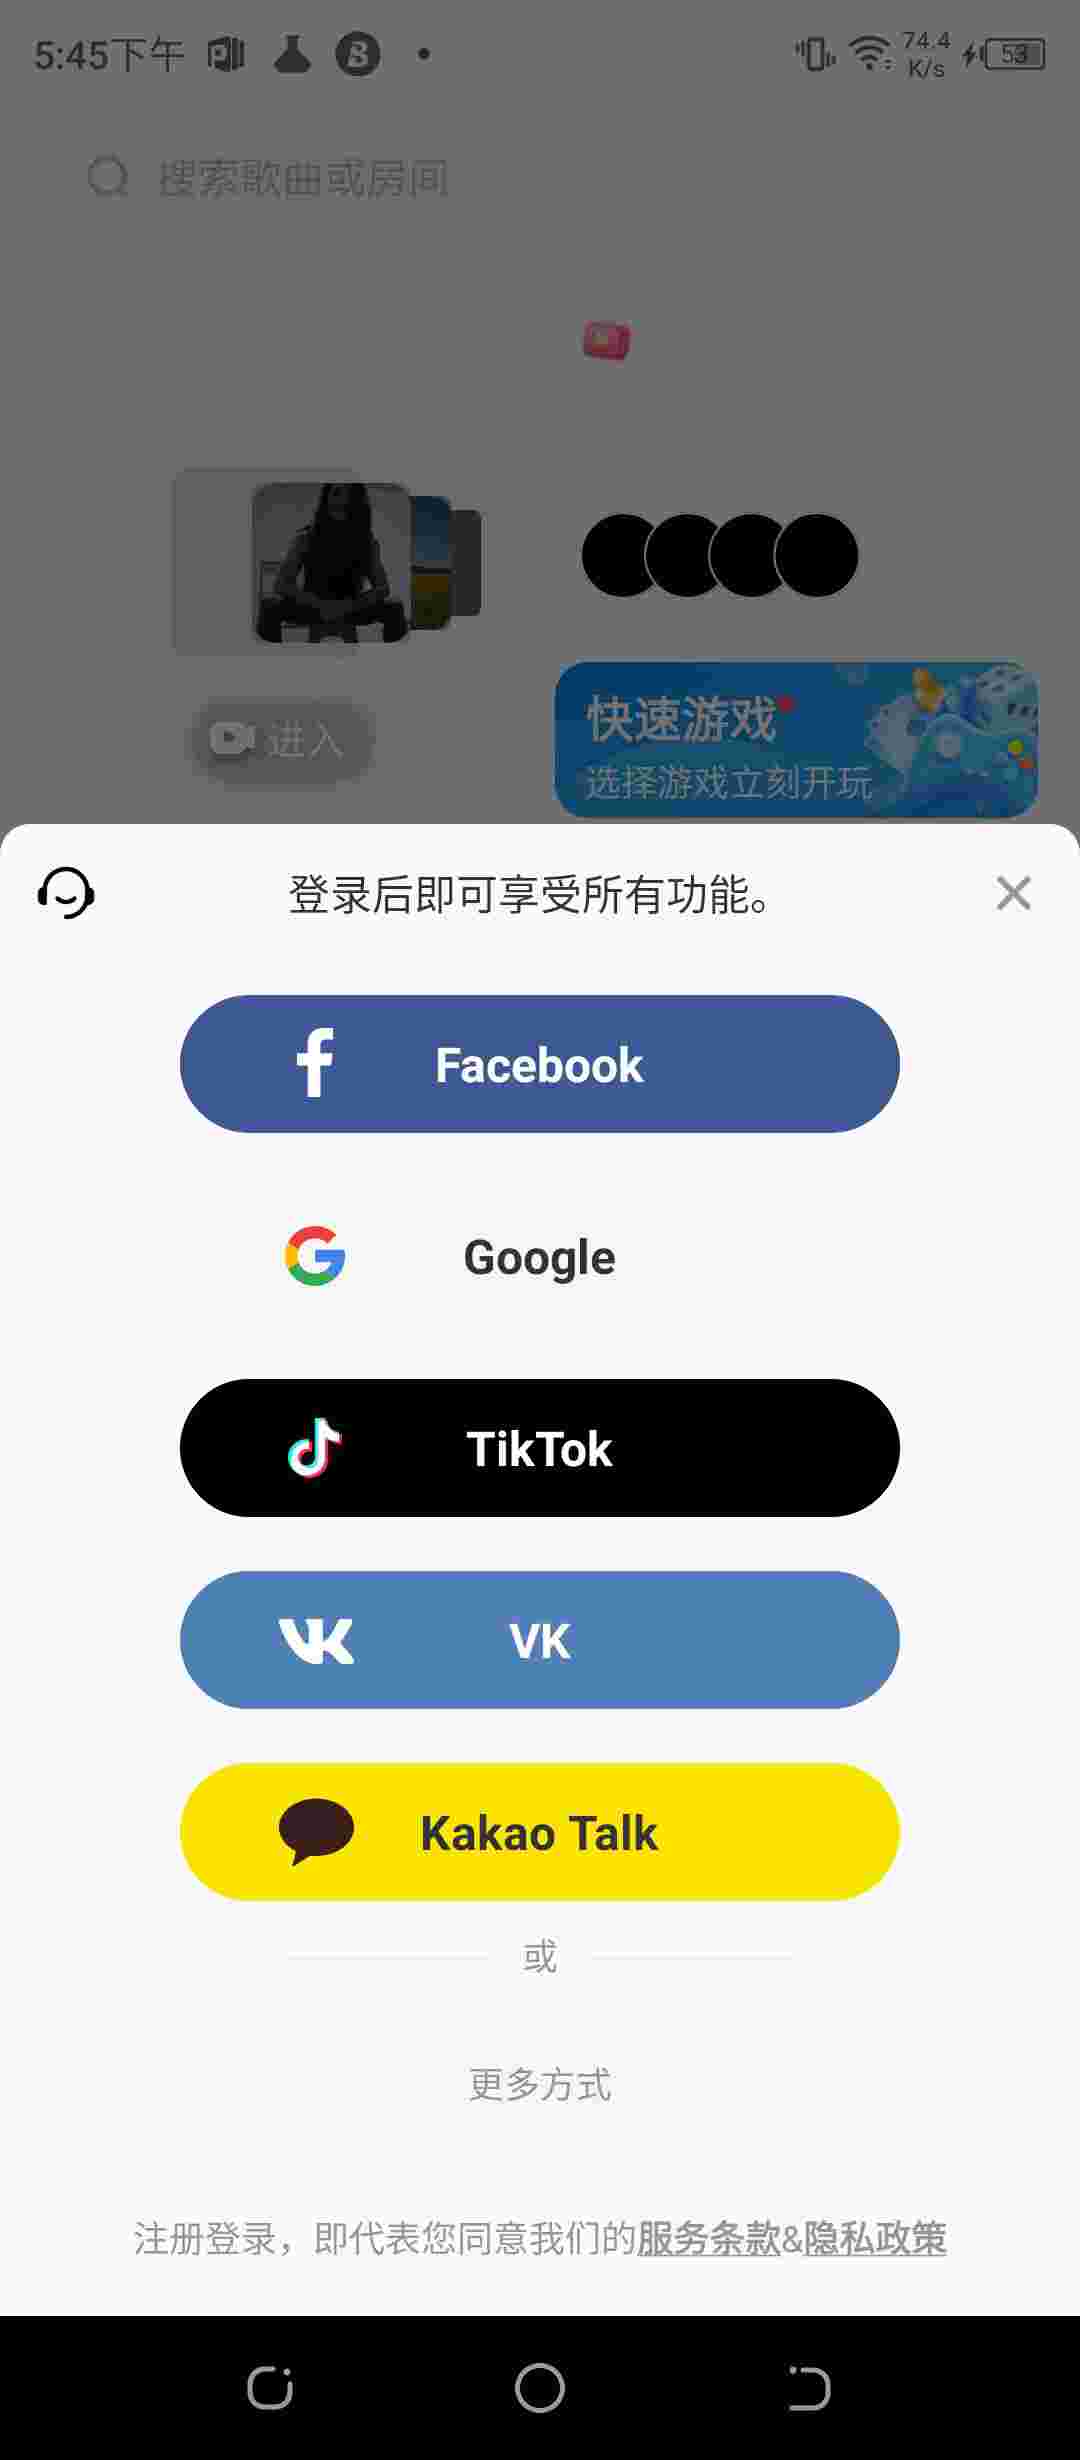 5:45下午
74.4
K/s
53
搜索歌曲或房间
进入
快速游戏
选择游戏立刻开玩
登录后即可享受所有功能。
Facebook
Google
TikTok
VK
Kakao Talk
或
更多方式
注册登录，即代表您同意我们的服务条款&隐私政策